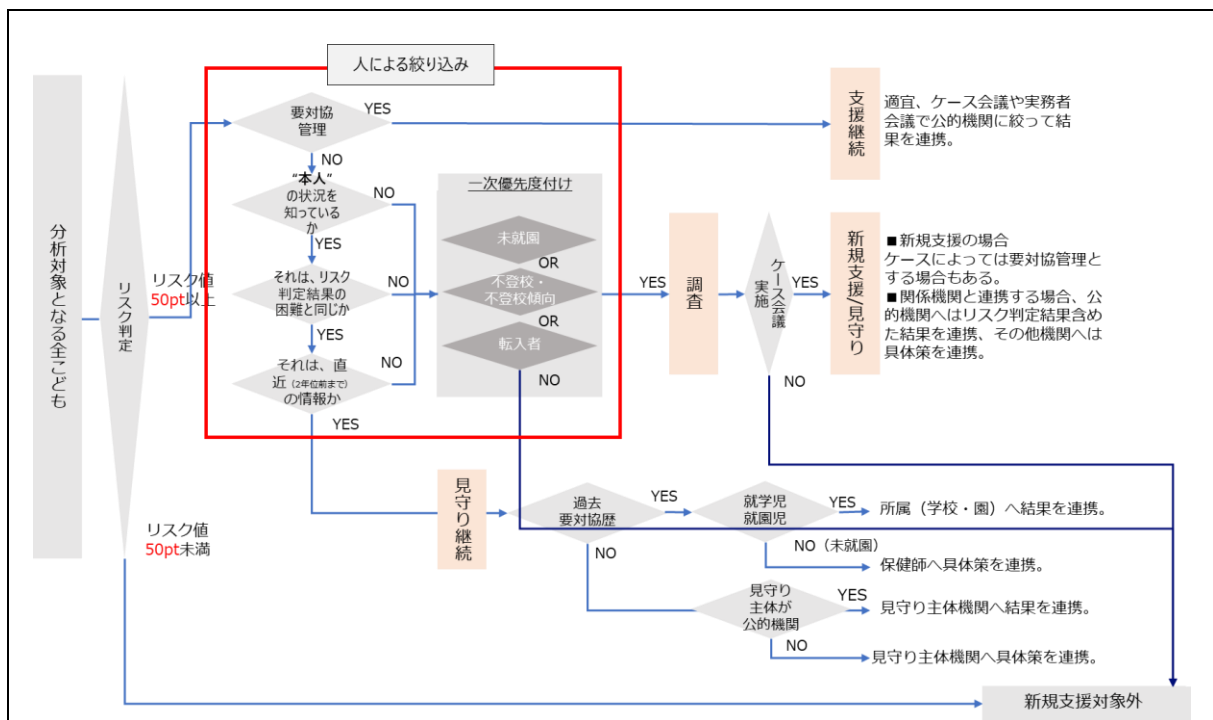 人による絞り込み
分析対象となる全こども
リスク判定
リスク値
50pt以上
リスク値
50pt未満
要対協
管理
YES
NO
“本人”
の状況を
知っている
か
NO
YES
それは、リスク
判定結果の
困難と同じか
NO
YES
それは、直
近（2年位前まで）
の情報か
NO
YES
一次優先度付け
未就園
OR
不登校・
不登校傾向
OR
転入者
YES
NO
調査
ケース会議
実施
YES
NO
支援継続
適宜、ケース会議や実務者
会議で公的機関に絞って結
果を連携。
新規支援/見守り
■新規支援の場合
ケースによっては要対協管理と
する場合もある。
■関係機関と連携する場合、公
的機関へはリスク判定結果含め
た結果を連携、その他機関へは
具体策を連携。
見守り継続
過去
要対協歴
YES
NO
就学児
就園児
YES
所属（学校・園）へ結果を連携。
NO（未就園）
保健師へ具体策を連携。
見守り
主体が
公的機関
YES
見守り主体機関へ結果を連携。
NO
見守り主体機関へ具体策を連携。
新規支援対象外